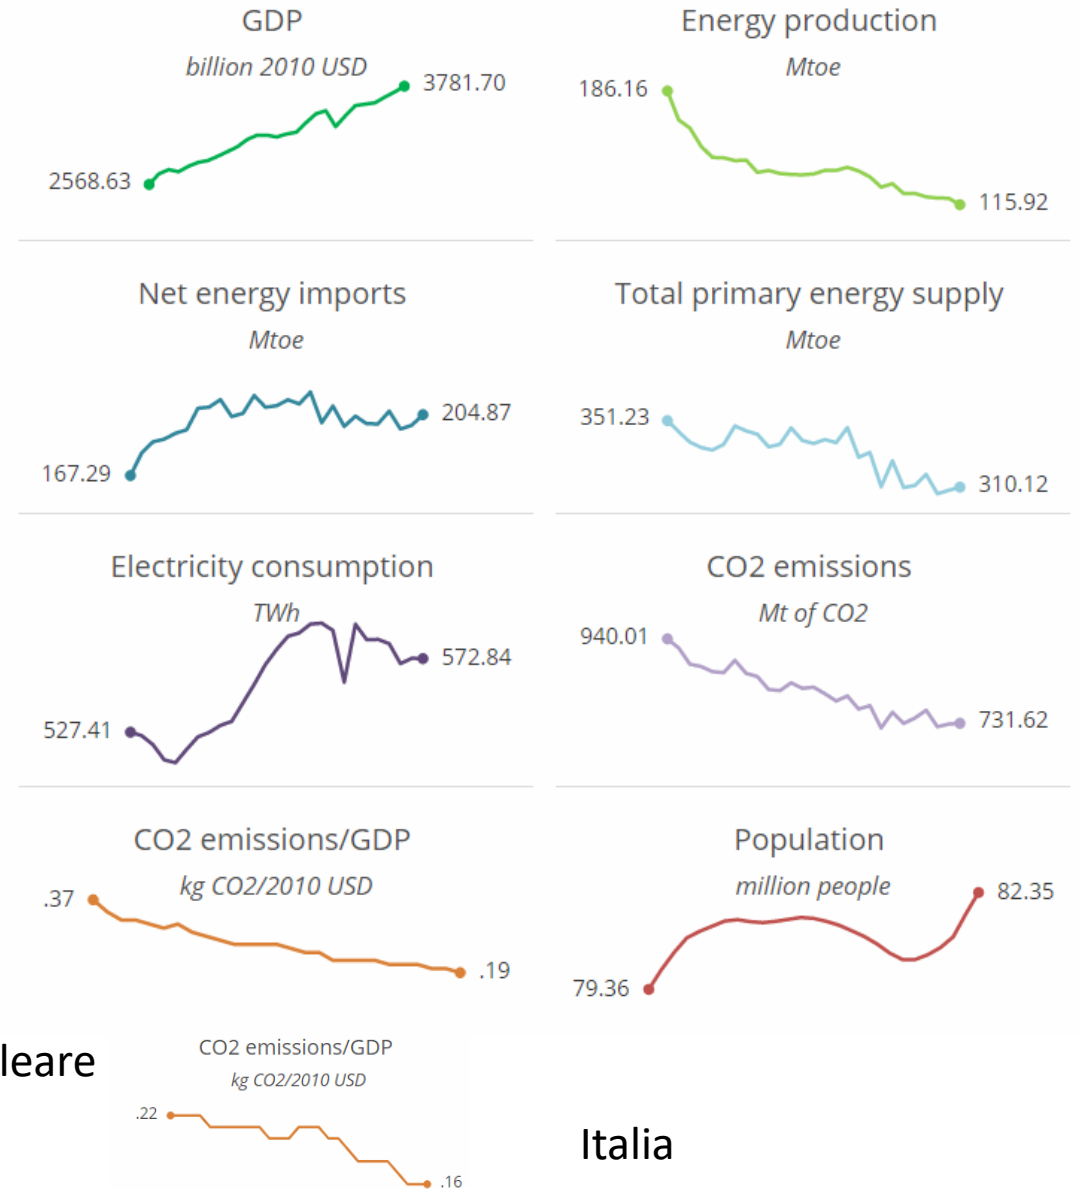 GDP
billion 2010 USD
3781.70
2568.63
Energy production
Mtoe
186.16
115.92
Net energy imports
Mtoe
204.87
167.29
Total primary energy supply
Mtoe
351.23
310.12
Electricity consumption
TWh
572.84
527.41
CO2 emissions
Mt of CO2
940.01
731.62
CO2 emissions/GDP
kg CO2/2010 USD
.37
.19
Population
million people
82.35
79.36
leare
CO2 emissions/GDP
kg CO2/2010 USD
.22
.16
Italia